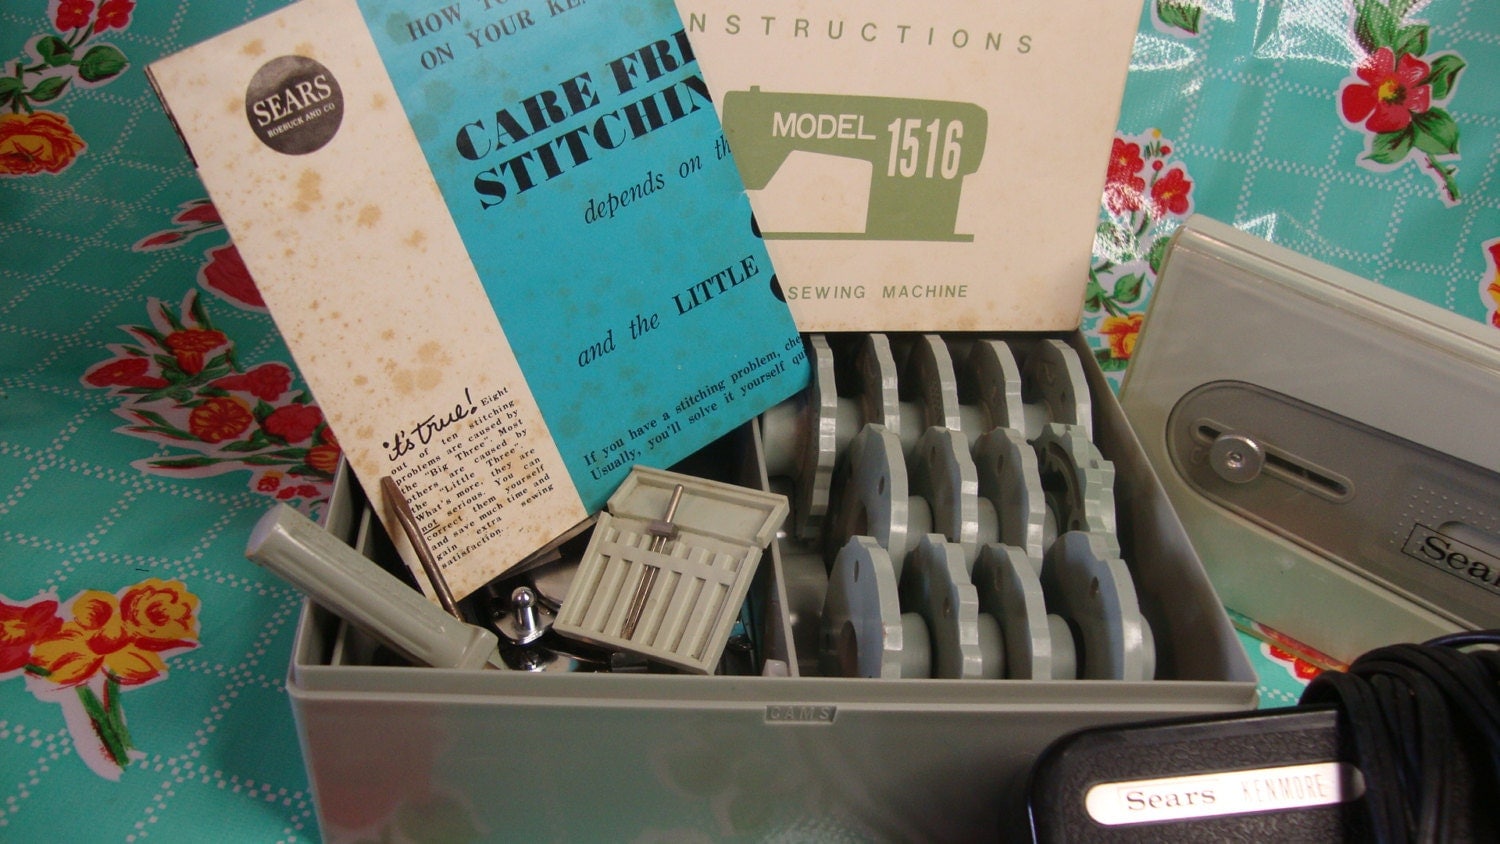 SEARS
ROEBUCK AND CO
HOW TO
ON YOUR
CARE
STITCHIN
depends on th
and the LITTLE
If you have a stitching problem, che
Usually, you'll solve it yourself qu
it's true! Eight
out of ten stitching
problems are caused by
the "Big Three". Most
others are caused by
the "Little Three".
What's more, they are
not serious. You can
correct them yourself
and save much time and
gain extra sewing
satisfaction.
NSTRUCTIONS
MODEL 1516
SEWING MACHINE
CAMS
Sears KENMORE